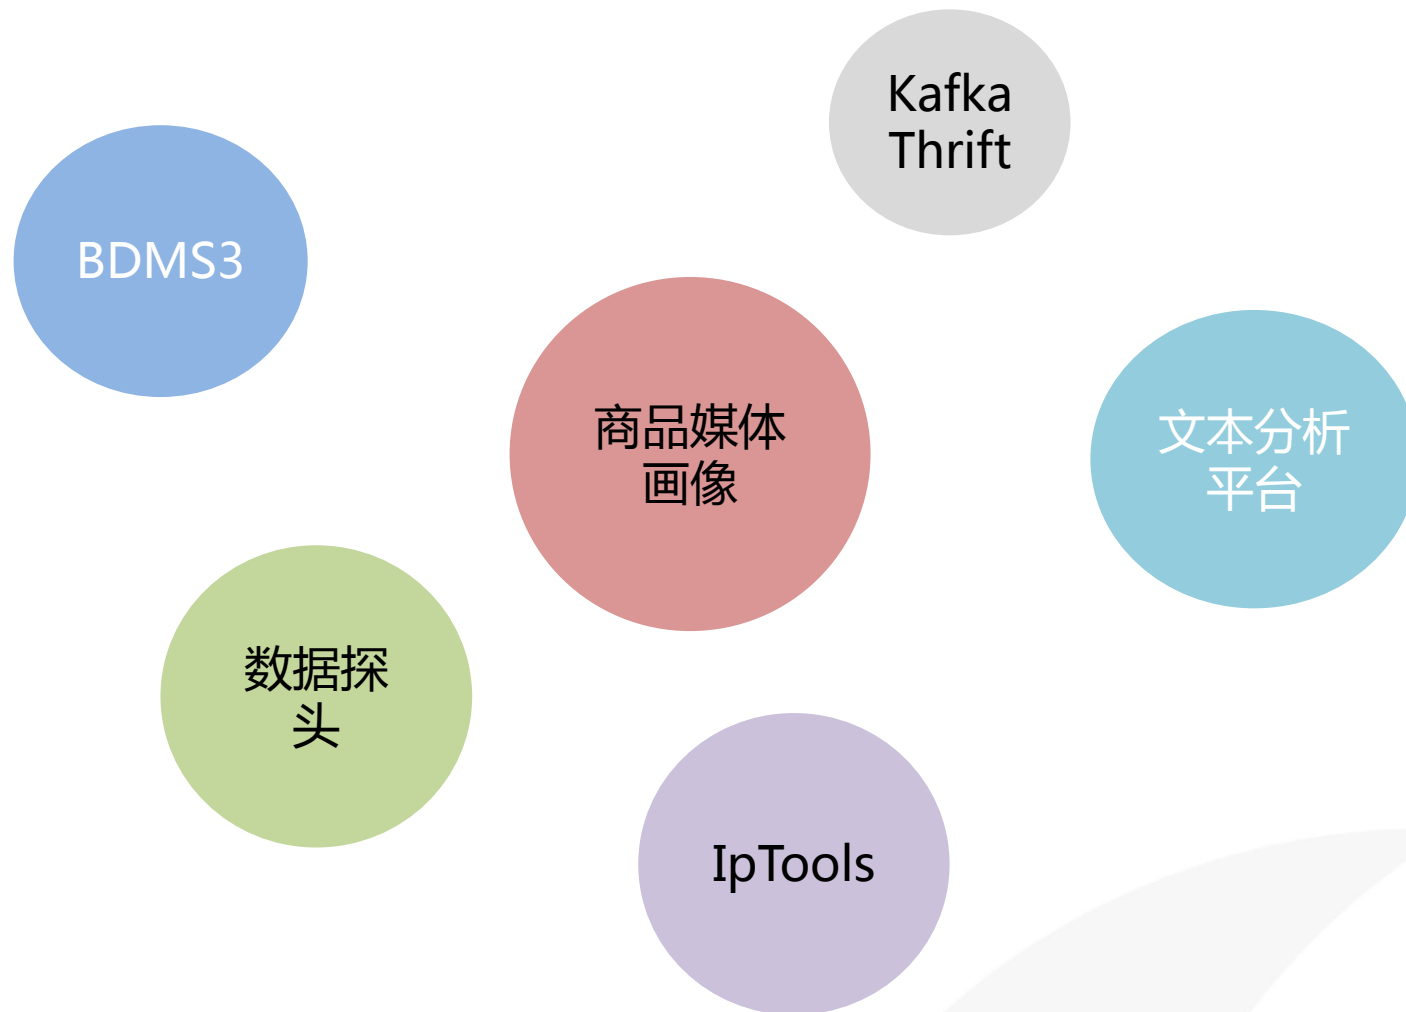 Kafka
Thrift
BDMS3
商品媒体
画像
文本分析
平台
数据探
头
IpTools